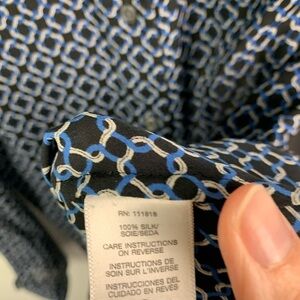 RN: 111818
100% SILK/
SOIE/SEDA
CARE INSTRUCTIONS
ON REVERSE
INSTRUCTIONS DE
SOIN SUR L'INVERSE
INSTRUCCIONES DEL
CUIDADO EN REVÉS